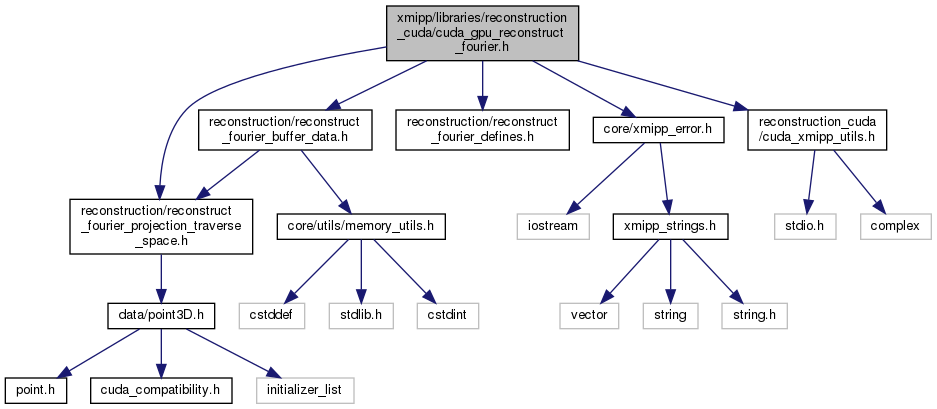 xmipp/libraries/reconstruction
_cuda/cuda_gpu_reconstruct
_fourier.h
reconstruction/reconstruct
_fourier_buffer_data.h
reconstruction/reconstruct
_fourier_defines.h
core/xmipp_error.h
reconstruction_cuda
/cuda_xmipp_utils.h
reconstruction/reconstruct
_fourier_projection_traverse
_space.h
core/utils/memory_utils.h
iostream
xmipp_strings.h
stdio.h
complex
data/point3D.h
cstddef
stdlib.h
cstdint
vector
string
string.h
point.h
cuda_compatibility.h
initializer_list